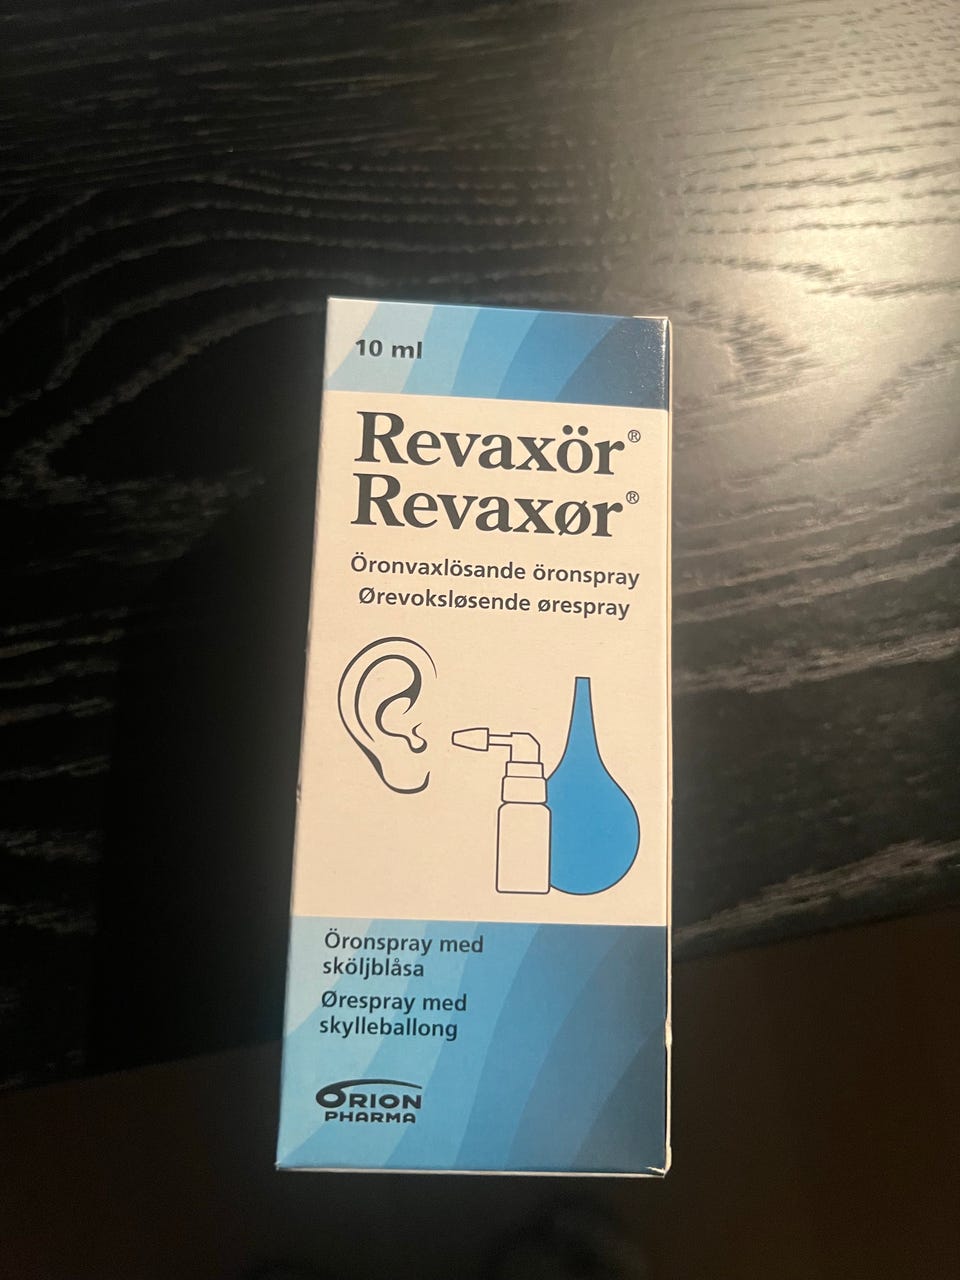 10 ml
Revaxör®
Revaxør®
Öronvaxlösande öronspray
Ørevoksløsende ørespray
Öronspray med
sköljblåsa
Ørespray med
skylleballong
ORION
PHARMA